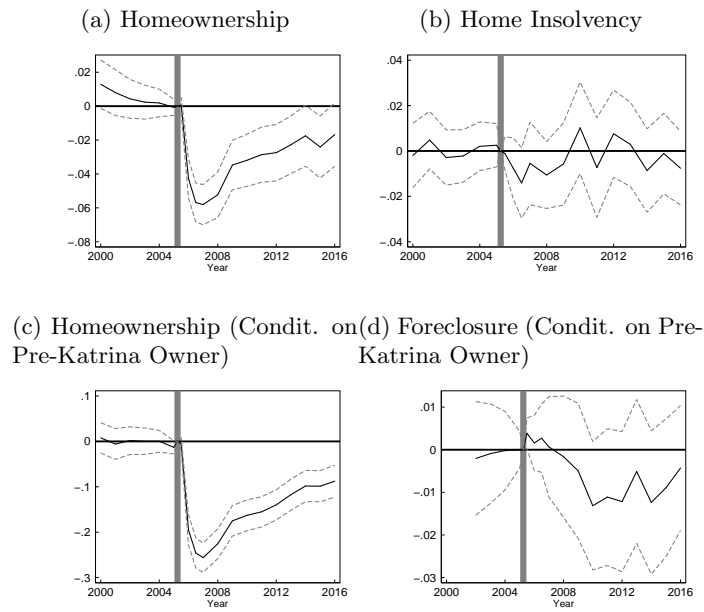 (a) Homeownership
.02
0
−.02
−.04
−.06
−.08
2000 2004 2008 2012 2016
Year
(b) Home Insolvency
.04
.02
0
−.02
−.04
2000 2004 2008 2012 2016
Year
(c) Homeownership (Condit. on
Pre-Katrina Owner)
.1
0
−.1
−.2
−.3
2000 2004 2008 2012 2016
Year
(d) Foreclosure (Condit. on Pre-
Katrina Owner)
.01
0
−.01
−.02
−.03
2000 2004 2008 2012 2016
Year